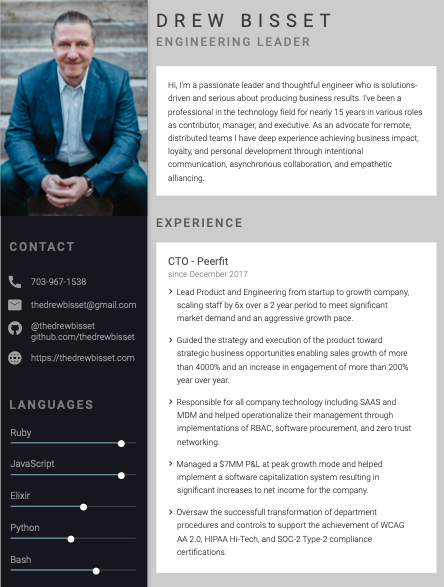 DREW BISSET
ENGINEERING LEADER
Hi, I'm a passionate leader and thoughtful engineer who is solutions-
driven and serious about producing business results. I've been a
professional in the technology field for nearly 15 years in various roles
as contributor, manager, and executive. As an advocate for remote,
distributed teams I have deep experience achieving business impact,
loyalty, and personal development through intentional
communication, asynchronous collaboration, and empathetic
alliancing.
CONTACT
703-967-1538
thedrewbisset@gmail.com
@thedrewbisset
github.com/thedrewbisset
https://thedrewbisset.com
LANGUAGES
Ruby
JavaScript
Elixir
Python
Bash
EXPERIENCE
CTO - Peerfit
since December 2017
Lead Product and Engineering from startup to growth company,
scaling staff by 6x over a 2 year period to meet significant
market demand and an aggressive growth pace.
Guided the strategy and execution of the product toward
strategic business opportunities enabling sales growth of more
than 4000% and an increase in engagement of more than 200%
year over year.
Responsible for all company technology including SAAS and
MDM and helped operationalize their management through
implementations of RBAC, software procurement, and zero trust
networking.
Managed a $7MM P&L at peak growth mode and helped
implement a software capitalization system resulting in
significant increases to net income for the company.
Oversaw the successfull transformation of department
procedures and controls to support the achievement of WCAG
AA 2.0, HIPAA Hi-Tech, and SOC-2 Type-2 compliance
certifications.